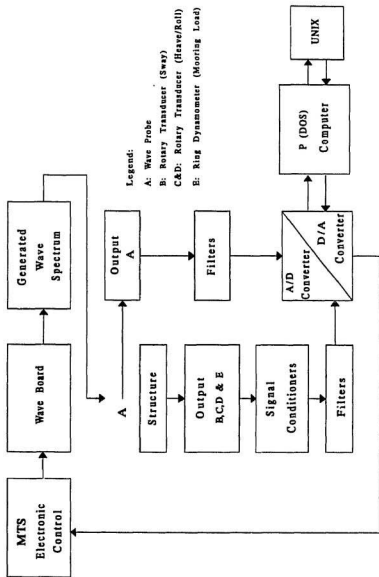 MTS
Electronic
Control
Wave Board
Generated
Wave
Spectrum
A
Output
A
Filters
Structure
Output
B,C,D & E
Signal
Conditioners
Filters
A/D
Converter
D/A
Converter
P (DOS)
Computer
UNIX
Legend:
A: Wave Probe
B: Rotary Transducer (Sway)
C&D: Rotary Transducer (Heave/Roll)
E: Ring Dynamometer (Mooring Load)